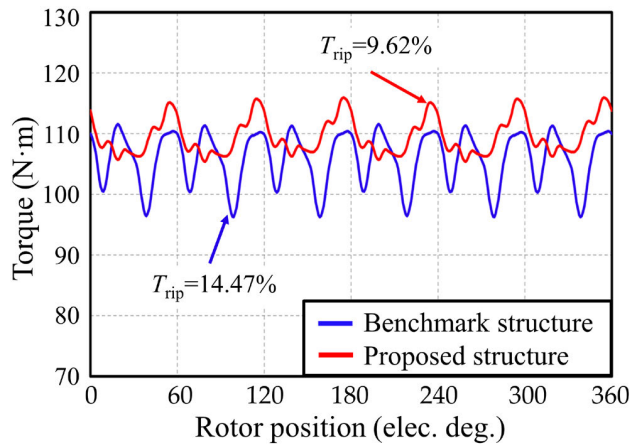 130
120
110
100
90
80
70
Torque (N·m)
T_rip=9.62%
T_rip=14.47%
Benchmark structure
Proposed structure
0 60 120 180 240 300 360
Rotor position (elec. deg.)